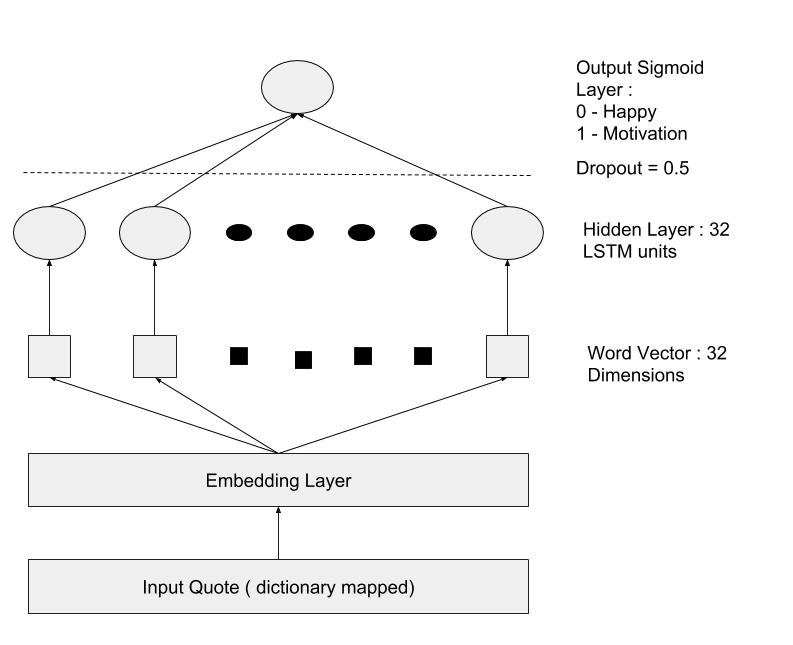 Output Sigmoid
Layer :
0 - Happy
1 - Motivation
Dropout = 0.5
Hidden Layer : 32
LSTM units
Word Vector : 32
Dimensions
Embedding Layer
Input Quote ( dictionary mapped)